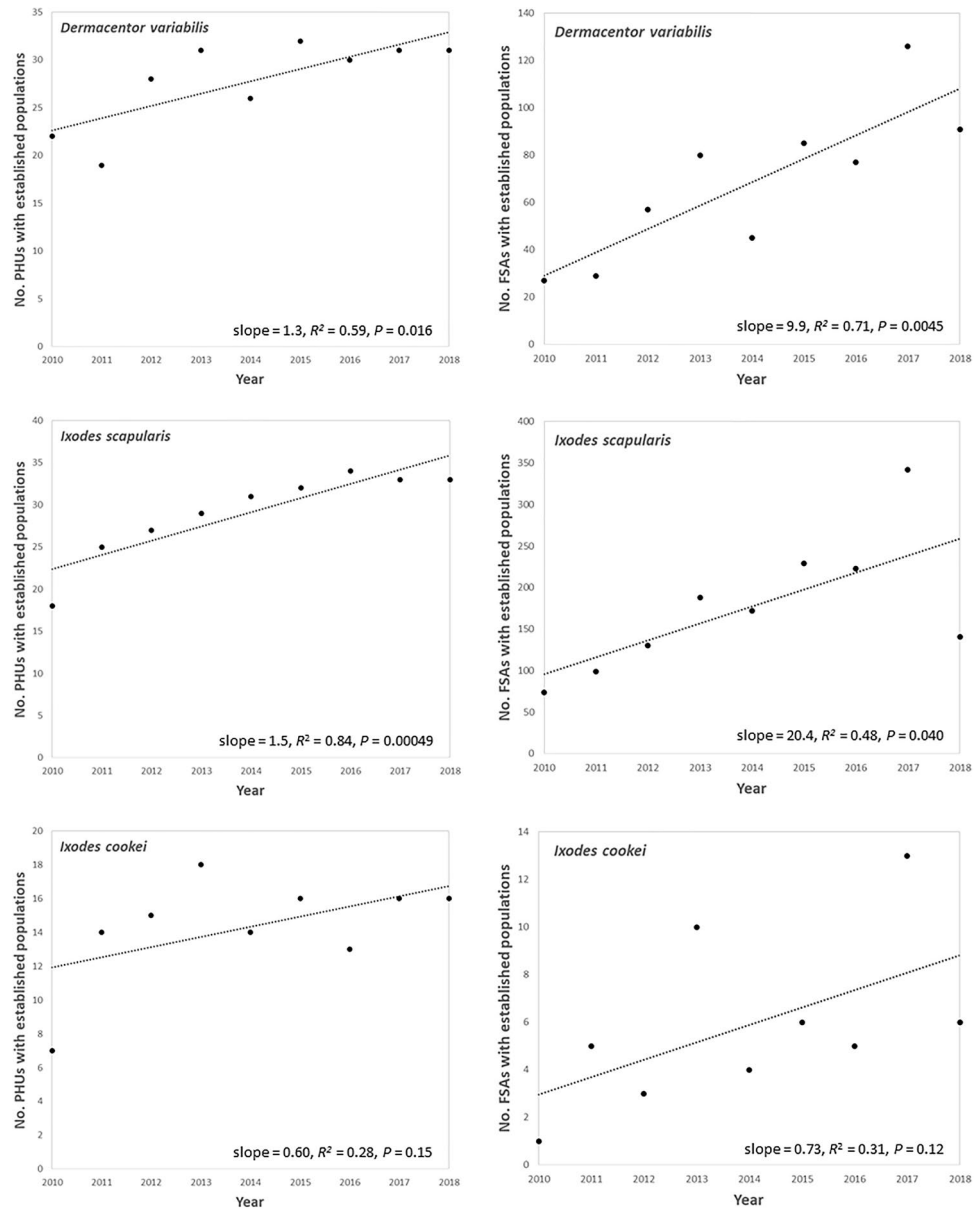 Dermacentor variabilis
No. PHUs with established populations
35
30
25
20
15
10
5
0
slope = 1.3, R² = 0.59, P = 0.016
2010 2011 2012 2013 2014 2015 2016 2017 2018
Year
Dermacentor variabilis
No. FSAs with established populations
140
120
100
80
60
40
20
0
slope = 9.9, R² = 0.71, P = 0.0045
2010 2011 2012 2013 2014 2015 2016 2017 2018
Year
Ixodes scapularis
No. PHUs with established populations
40
35
30
25
20
15
10
5
0
slope = 1.5, R² = 0.84, P = 0.00049
2010 2011 2012 2013 2014 2015 2016 2017 2018
Year
Ixodes scapularis
No. FSAs with established populations
400
350
300
250
200
150
100
50
0
slope = 20.4, R² = 0.48, P = 0.040
2010 2011 2012 2013 2014 2015 2016 2017 2018
Year
Ixodes cookei
No. PHUs with established populations
20
18
16
14
12
10
8
6
4
2
0
slope = 0.60, R² = 0.28, P = 0.15
2010 2011 2012 2013 2014 2015 2016 2017 2018
Year
Ixodes cookei
No. FSAs with established populations
14
12
10
8
6
4
2
0
slope = 0.73, R² = 0.31, P = 0.12
2010 2011 2012 2013 2014 2015 2016 2017 2018
Year